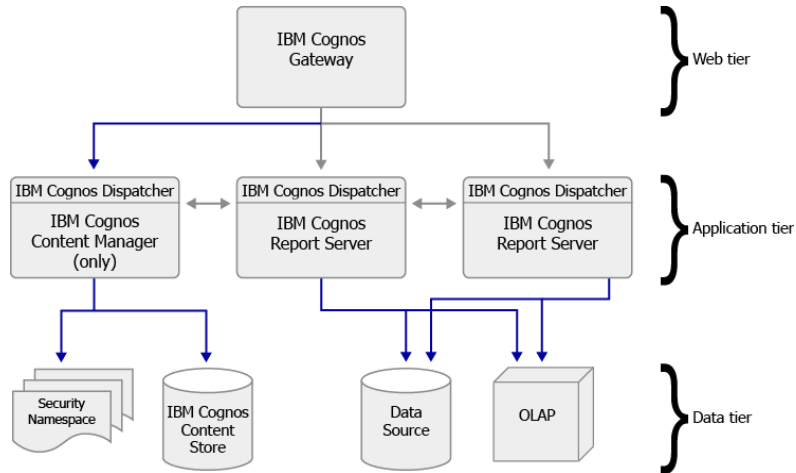 IBM Cognos
Gateway
Web tier
IBM Cognos Dispatcher
IBM Cognos
Content Manager
(only)
IBM Cognos Dispatcher
IBM Cognos
Report Server
IBM Cognos Dispatcher
IBM Cognos
Report Server
Application tier
Security
Namespace
IBM Cognos
Content
Store
Data
Source
OLAP
Data tier